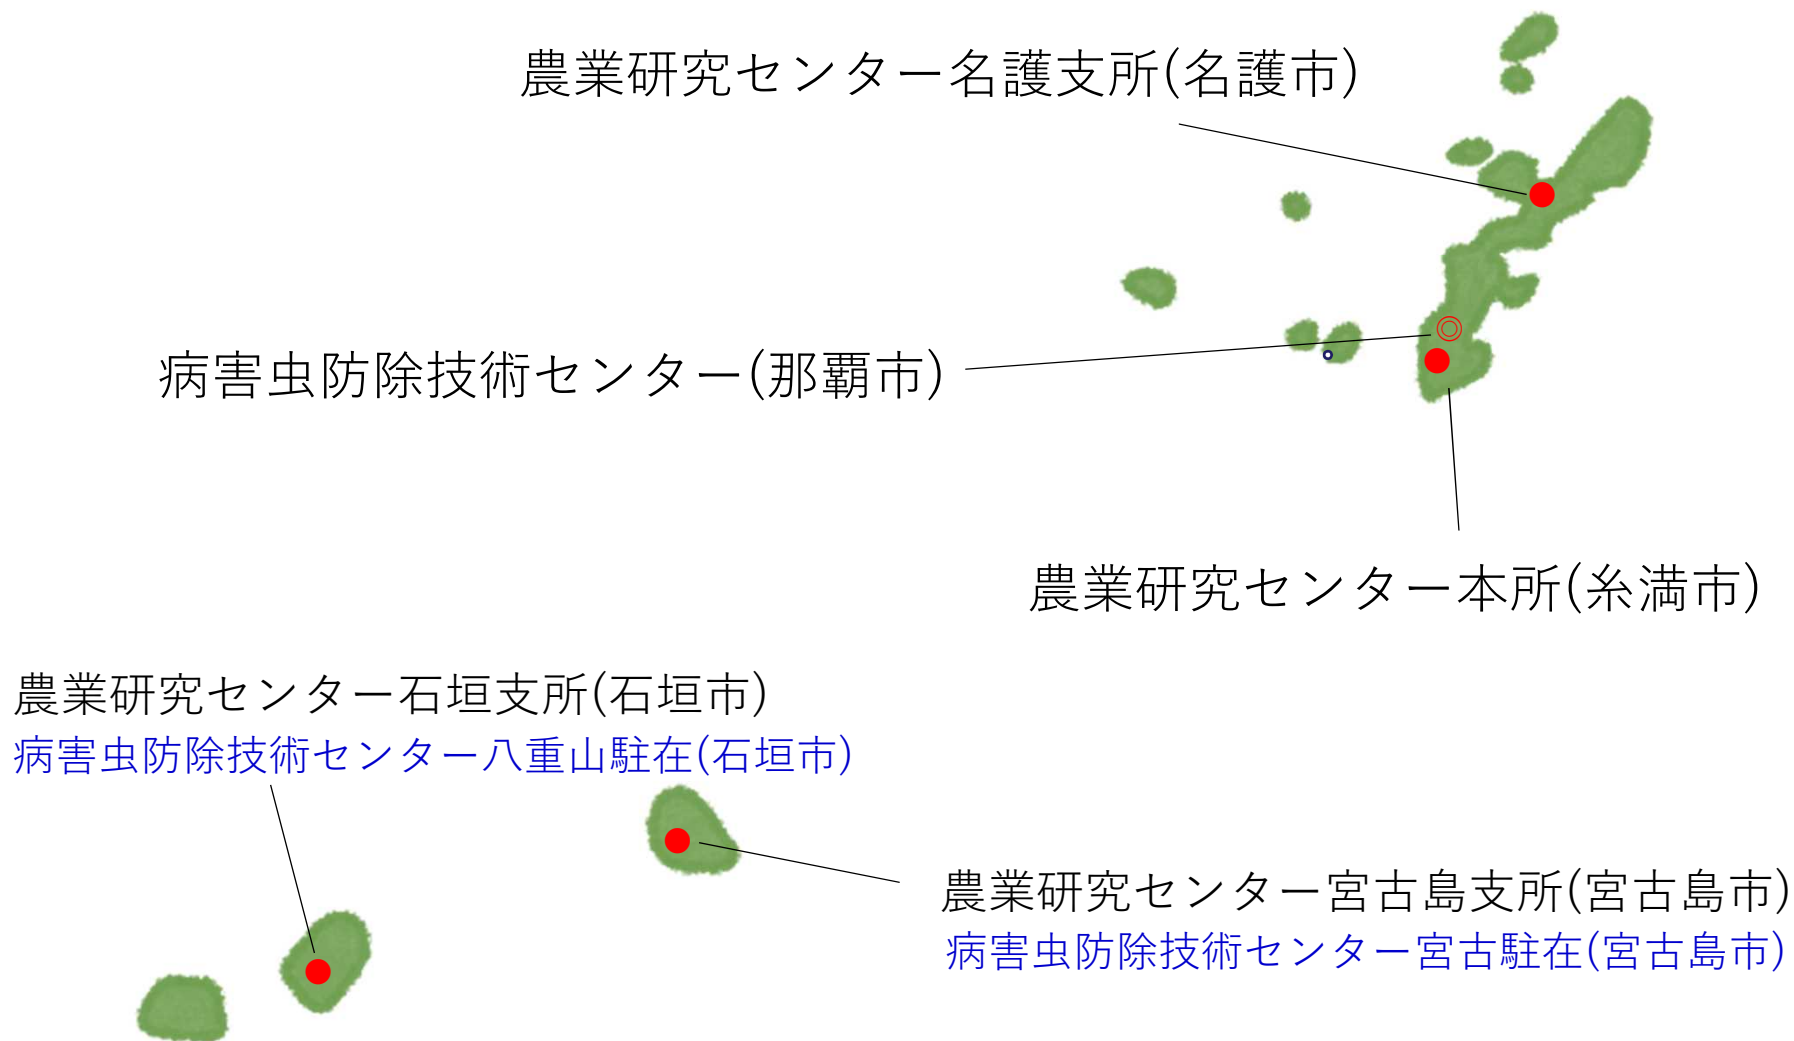 農業研究センター名護支所(名護市)
病害虫防除技術センター(那覇市)
農業研究センター本所(糸満市)
農業研究センター石垣支所(石垣市)
病害虫防除技術センター八重山駐在(石垣市)
農業研究センター宮古島支所(宮古島市)
病害虫防除技術センター宮古駐在(宮古島市)